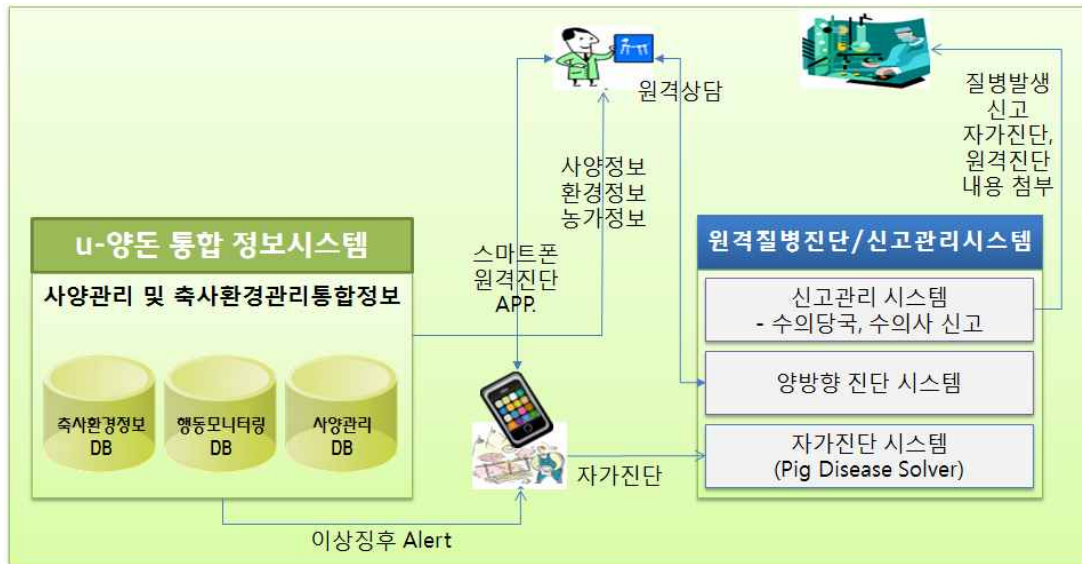 원격상담
질병발생
신고
자가진단,
원격진단
내용 첨부
사양정보
환경정보
농가정보
u-양돈 통합 정보시스템
사양관리 및 축사환경관리통합정보
축사환경정보
DB
행동모니터링
DB
사양관리
DB
스마트폰
원격진단
APP.
원격질병진단/신고관리시스템
신고관리 시스템
- 수의당국, 수의사 신고
양방향 진단 시스템
자가진단 시스템
(Pig Disease Solver)
자가진단
이상징후 Alert